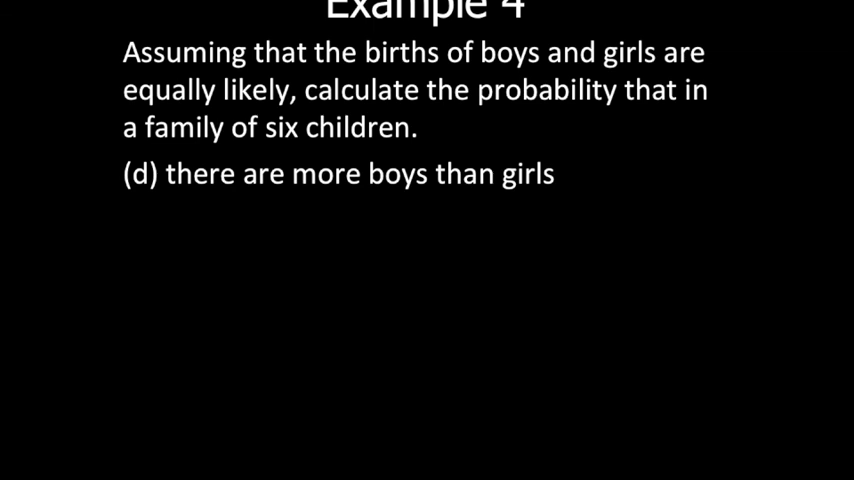 Example 4
Assuming that the births of boys and girls are
equally likely, calculate the probability that in
a family of six children.
(d) there are more boys than girls